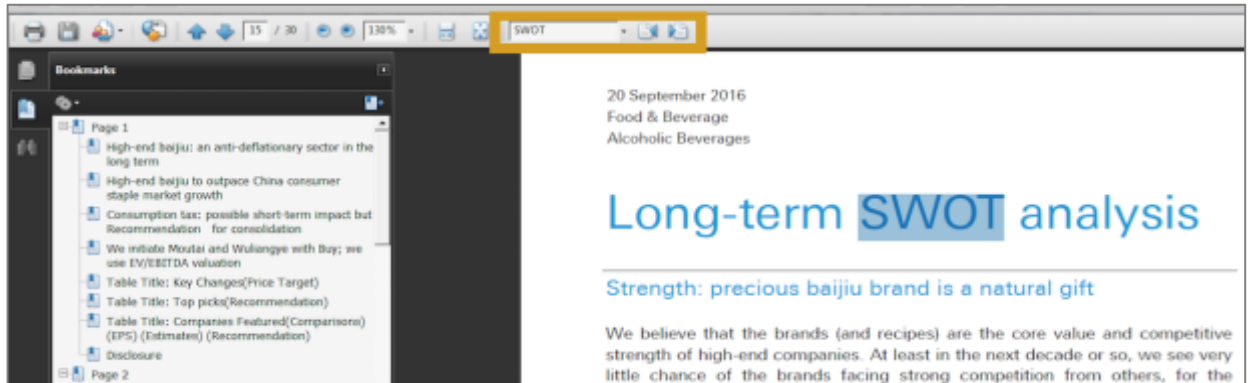 15 / 30
130%
SWOT
Bookmarks
Page 1
High-end baijiu: an anti-deflationary sector in the
long term
High-end baijiu to outpace China consumer
staple market growth
Consumption tax: possible short-term impact but
Recommendation for consolidation
We initiate Moutai and Wuliangye with Buy; we
use EV/EBITDA valuation
Table Title: Key Changes(Price Target)
Table Title: Top picks(Recommendation)
Table Title: Companies Featured(Comparisons)
(EPS) (Estimates) (Recommendation)
Disclosure
Page 2
20 September 2016
Food & Beverage
Alcoholic Beverages
Long-term SWOT analysis
Strength: precious baijiu brand is a natural gift
We believe that the brands (and recipes) are the core value and competitive
strength of high-end companies. At least in the next decade or so, we see very
little chance of the brands facing strong competition from others, for the